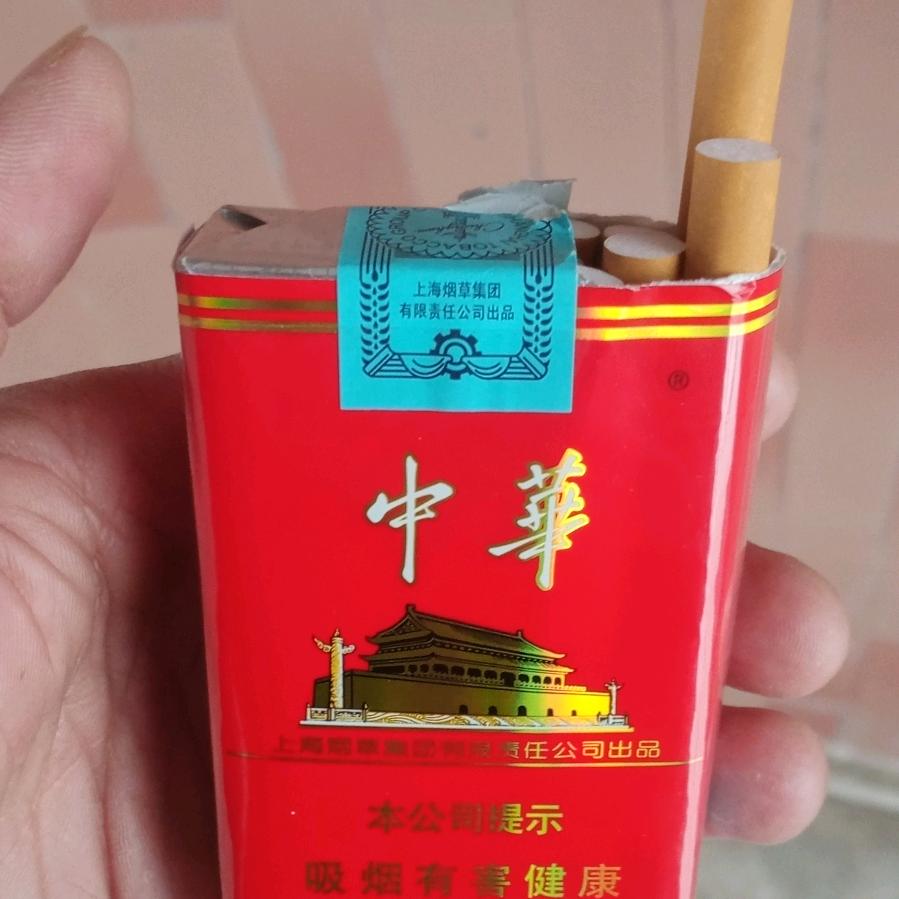 上海烟草集团
有限责任公司出品
®
中華
上海烟草集团有限责任公司出品
本公司提示
吸烟有害健康